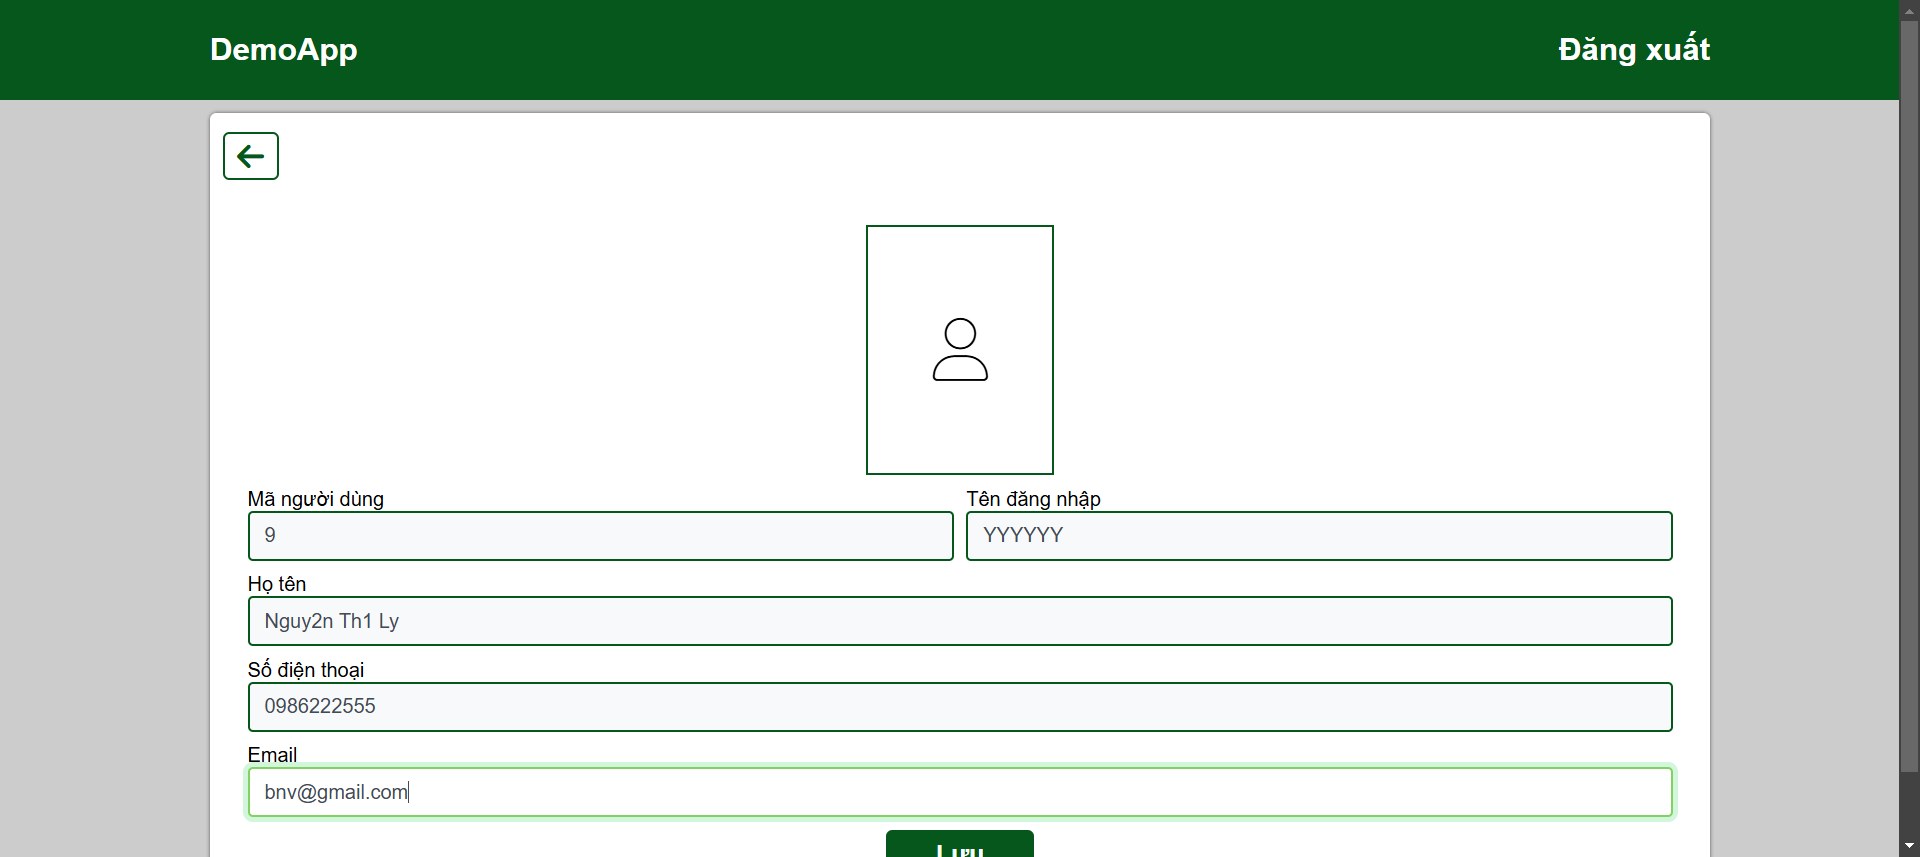 DemoApp
Đăng xuất
Mã người dùng
Tên đăng nhập
9
YYYYYY
Họ tên
Nguy2n Th1 Ly
Số điện thoại
0986222555
Email
bnv@gmail.com
Lưu